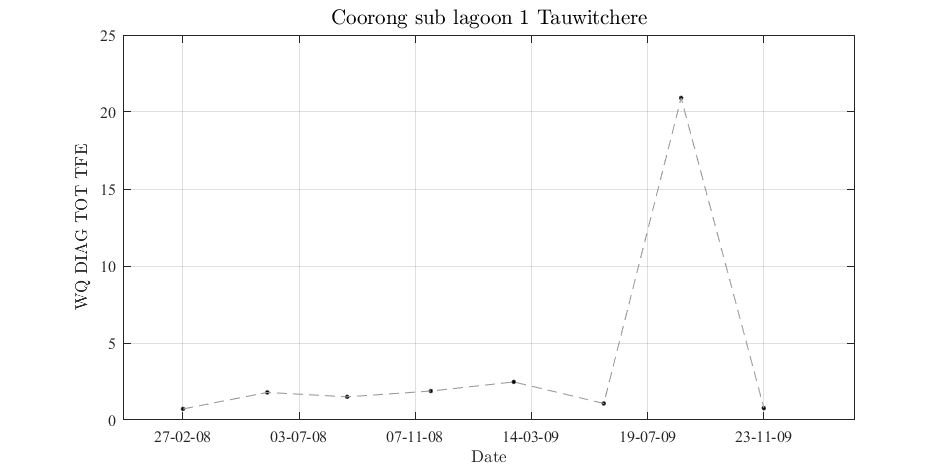 Coorong sub lagoon 1 Tauwitchere
WQ DIAG TOT TFE
25
20
15
10
5
0
27-02-08 03-07-08 07-11-08 14-03-09 19-07-09 23-11-09
Date